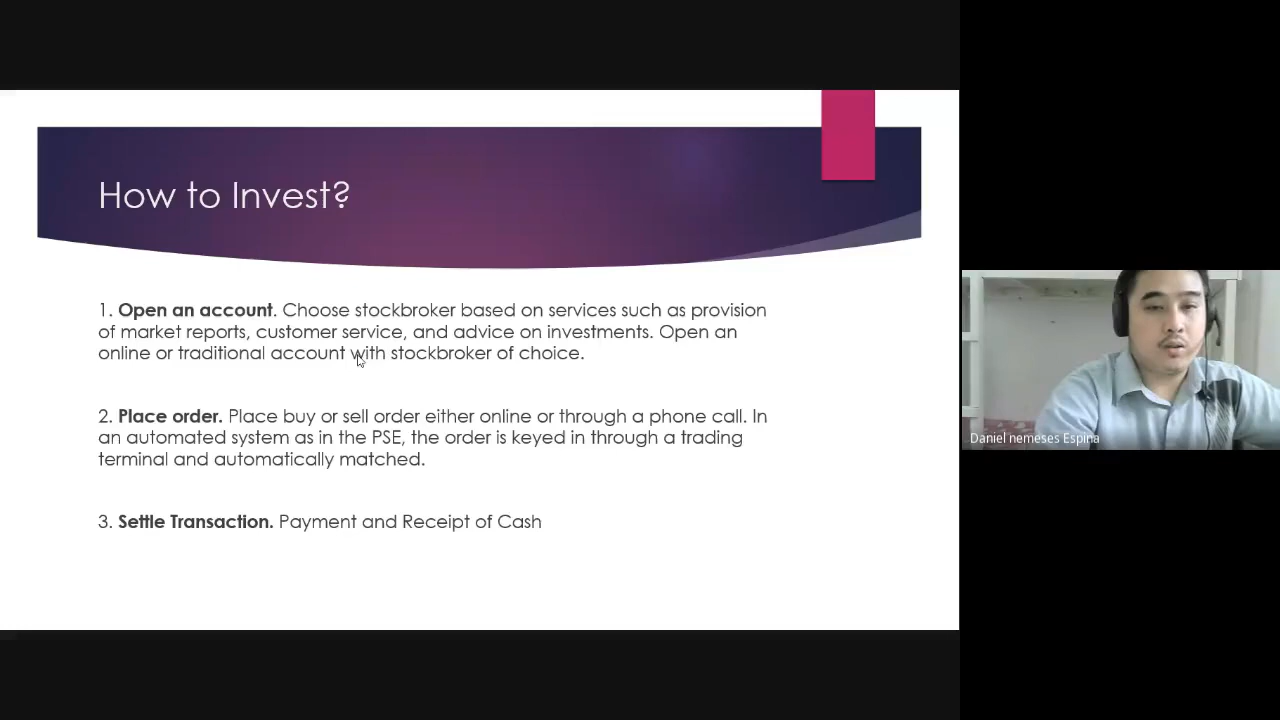 How to Invest?
1. Open an account. Choose stockbroker based on services such as provision
of market reports, customer service, and advice on investments. Open an
online or traditional account with stockbroker of choice.
2. Place order. Place buy or sell order either online or through a phone call. In
an automated system as in the PSE, the order is keyed in through a trading
terminal and automatically matched.
3. Settle Transaction. Payment and Receipt of Cash
Daniel nemeses Espina